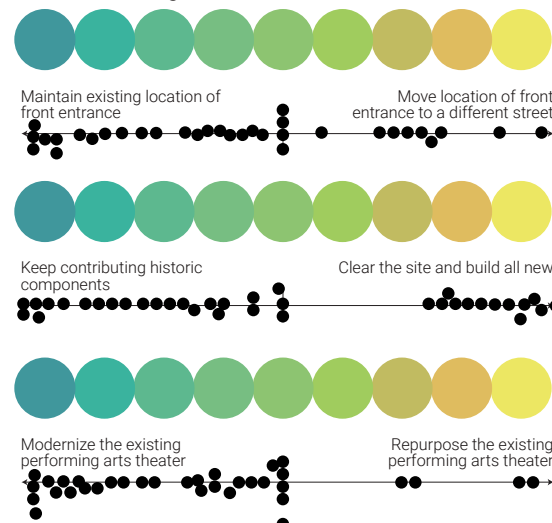 Maintain existing location of
front entrance
Move location of front
entrance to a different street
Keep contributing historic
components
Clear the site and build all new
Modernize the existing
performing arts theater
Repurpose the existing
performing arts theater